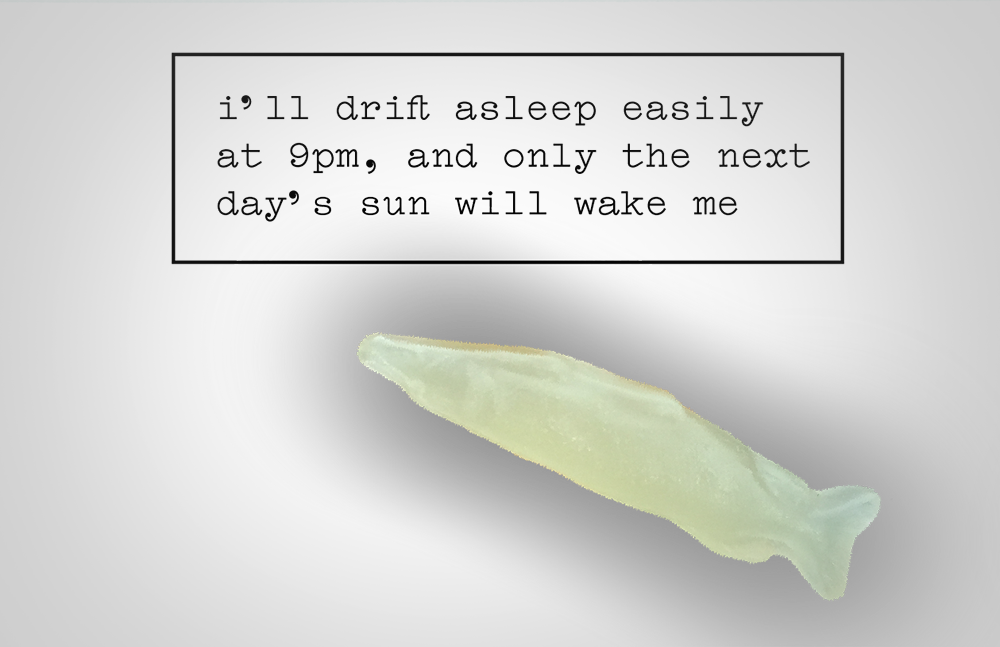 i’ll drift asleep easily
at 9pm, and only the next
day’s sun will wake me